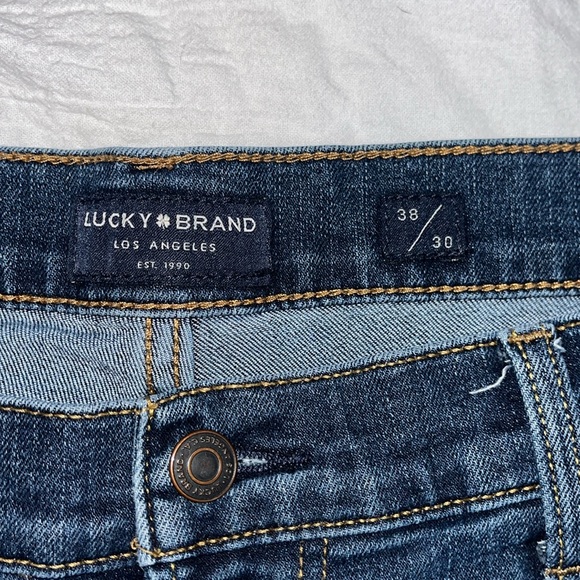 LUCKY BRAND
LOS ANGELES
EST. 1990
38/30